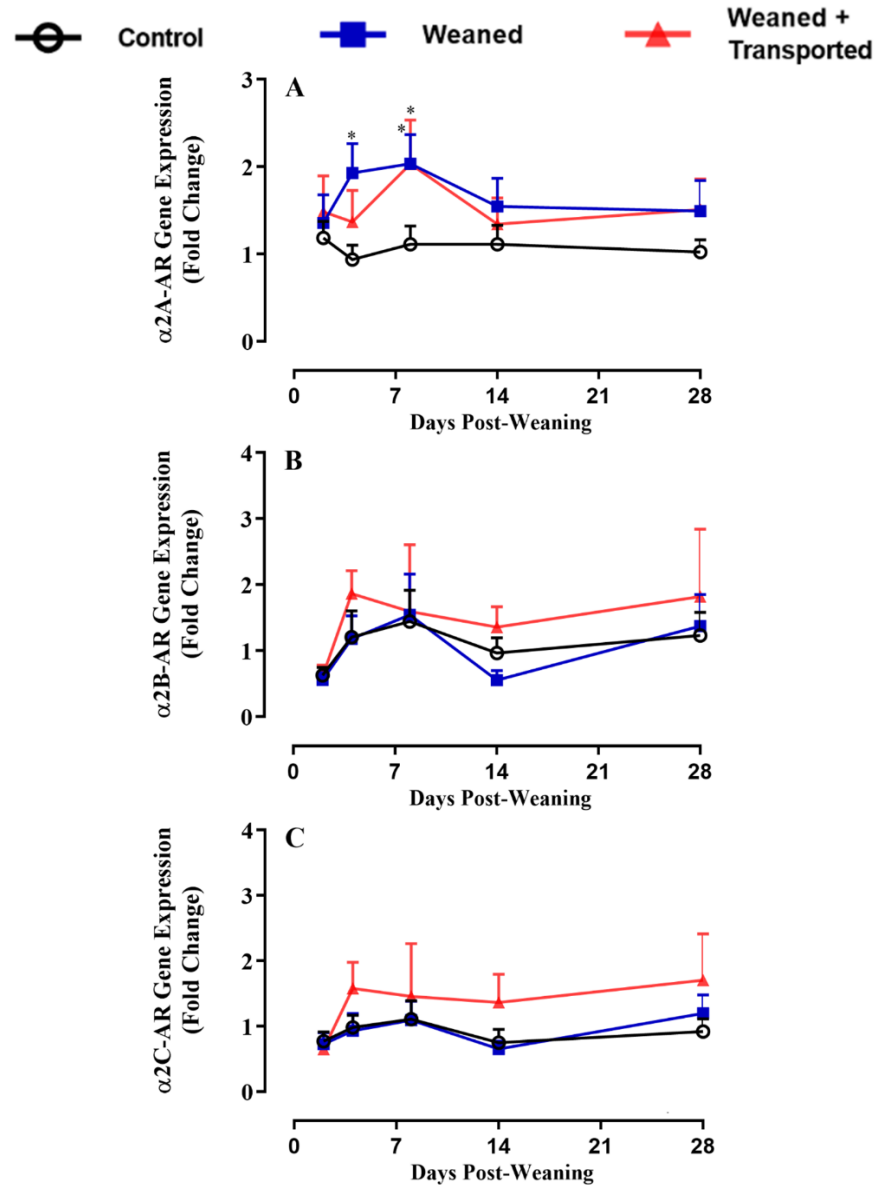 Control
Weaned
Weaned +
Transported
A
α2A-AR Gene Expression
(Fold Change)
3
2
1
0
*
*
*
0 7 14 21 28
Days Post-Weaning
B
α2B-AR Gene Expression
(Fold Change)
4
3
2
1
0
0 7 14 21 28
Days Post-Weaning
C
α2C-AR Gene Expression
(Fold Change)
4
3
2
1
0
0 7 14 21 28
Days Post-Weaning